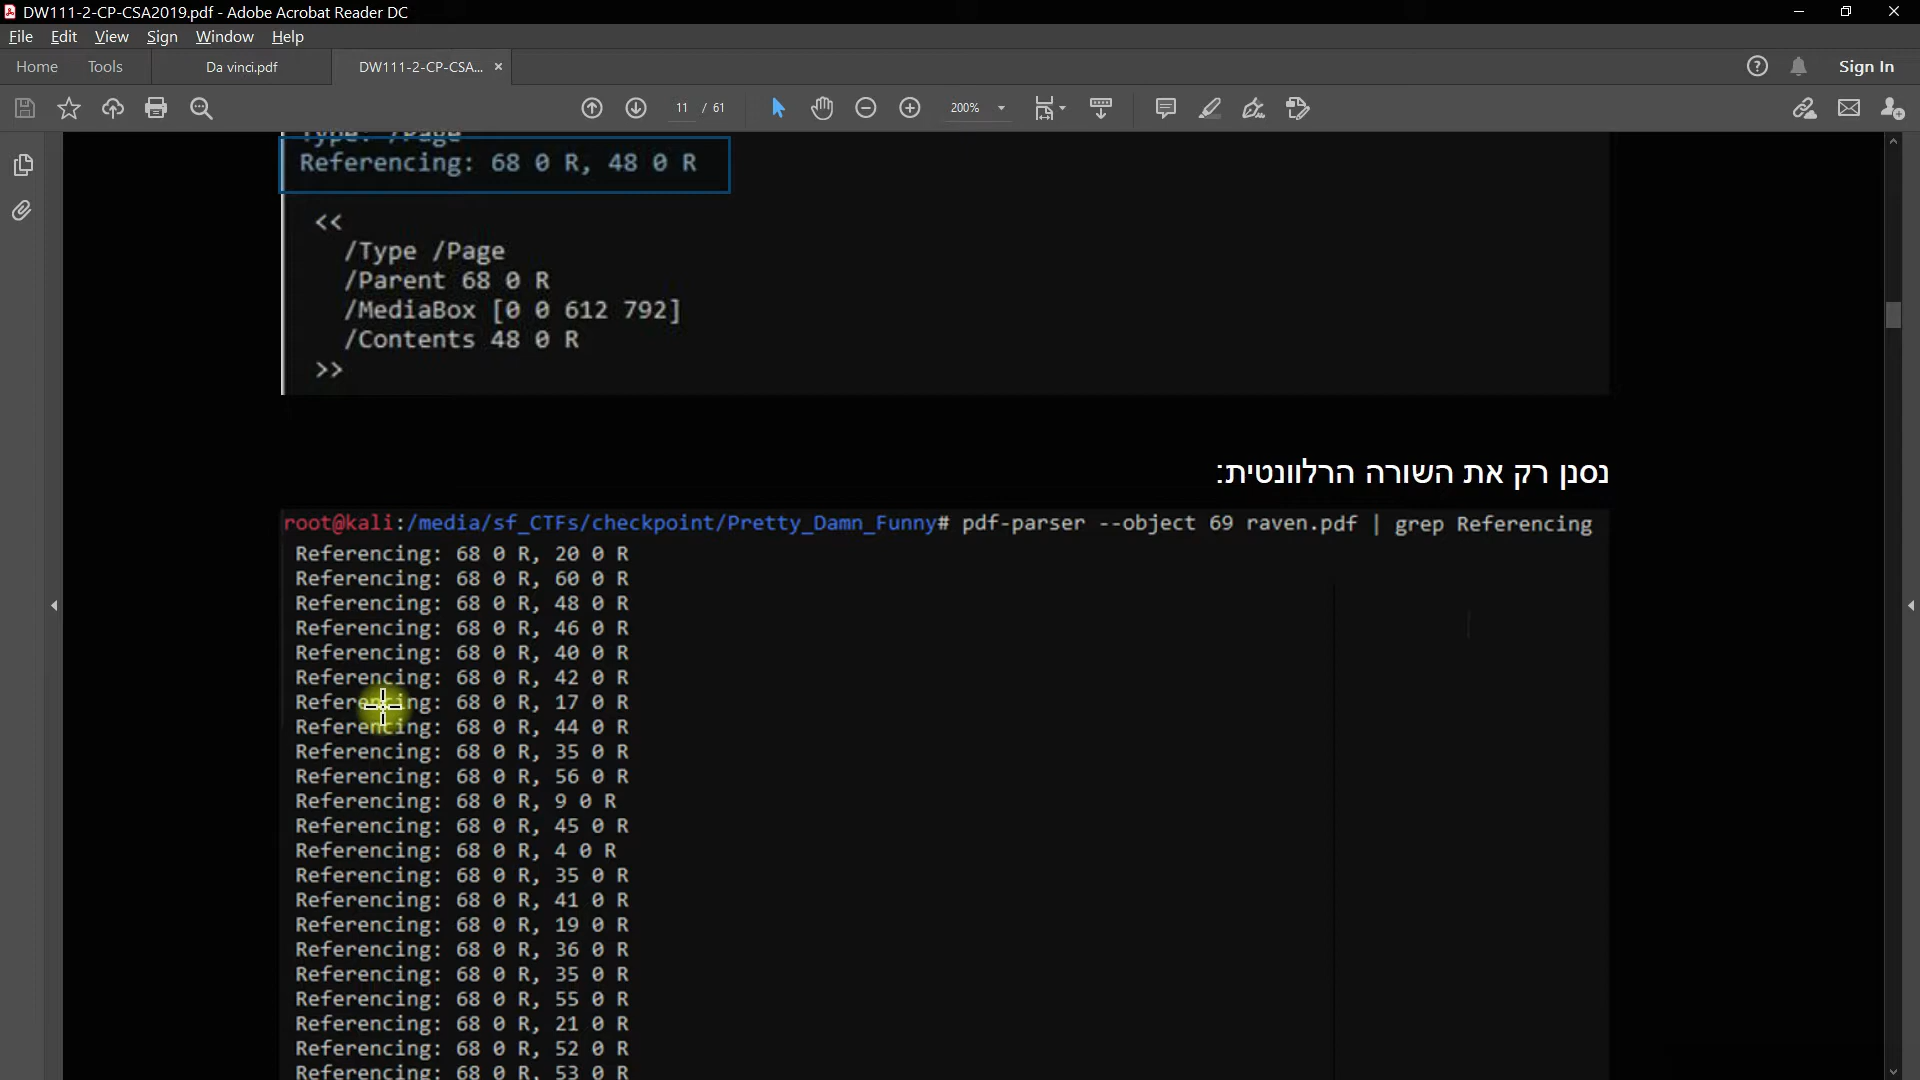 DW111-2-CP-CSA2019.pdf - Adobe Acrobat Reader DC
File Edit View Sign Window Help
Home Tools Da vinci.pdf DW111-2-CP-CSA... × Sign In
11 / 61 200%
Type: /Page
Referencing: 68 0 R, 48 0 R
<<
/Type /Page
/Parent 68 0 R
/MediaBox [0 0 612 792]
/Contents 48 0 R
>>
נסנן רק את השורה הרלוונטית:
root@kali:/media/sf_CTFs/checkpoint/Pretty_Damn_Funny# pdf-parser --object 69 raven.pdf | grep Referencing
Referencing: 68 0 R, 20 0 R
Referencing: 68 0 R, 60 0 R
Referencing: 68 0 R, 48 0 R
Referencing: 68 0 R, 46 0 R
Referencing: 68 0 R, 40 0 R
Referencing: 68 0 R, 42 0 R
Referencing: 68 0 R, 17 0 R
Referencing: 68 0 R, 44 0 R
Referencing: 68 0 R, 35 0 R
Referencing: 68 0 R, 56 0 R
Referencing: 68 0 R, 9 0 R
Referencing: 68 0 R, 45 0 R
Referencing: 68 0 R, 4 0 R
Referencing: 68 0 R, 35 0 R
Referencing: 68 0 R, 41 0 R
Referencing: 68 0 R, 19 0 R
Referencing: 68 0 R, 36 0 R
Referencing: 68 0 R, 35 0 R
Referencing: 68 0 R, 55 0 R
Referencing: 68 0 R, 21 0 R
Referencing: 68 0 R, 52 0 R
Referencing: 68 0 R, 53 0 R